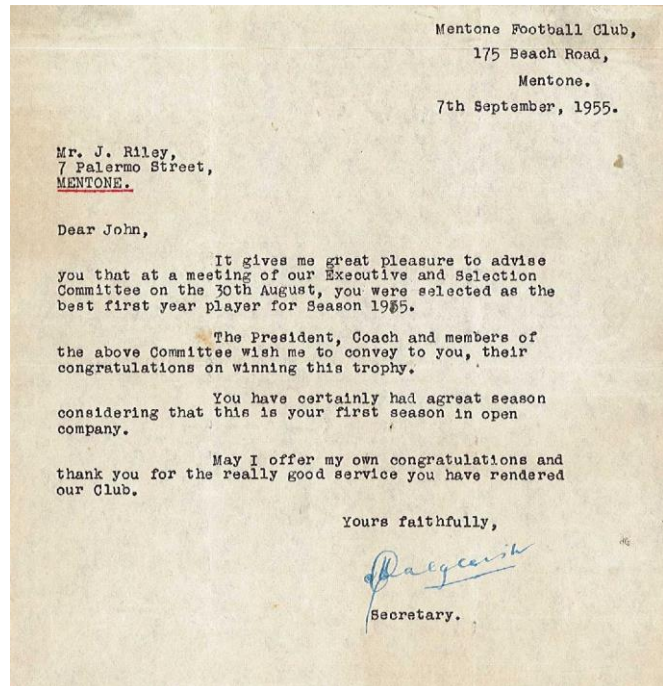 Mentone Football Club,
175 Beach Road,
Mentone.
7th September, 1955.
Mr. J. Riley,
7 Palermo Street,
MENTONE.
Dear John,
It gives me great pleasure to advise
you that at a meeting of our Executive and Selection
Committee on the 30th August, you were selected as the
best first year player for Season 1955.
The President, Coach and members of
the above Committee wish me to convey to you, their
congratulations on winning this trophy.
You have certainly had agreat season
considering that this is your first season in open
company.
May I offer my own congratulations and
thank you for the really good service you have rendered
our Club.
Yours faithfully,
Secretary.